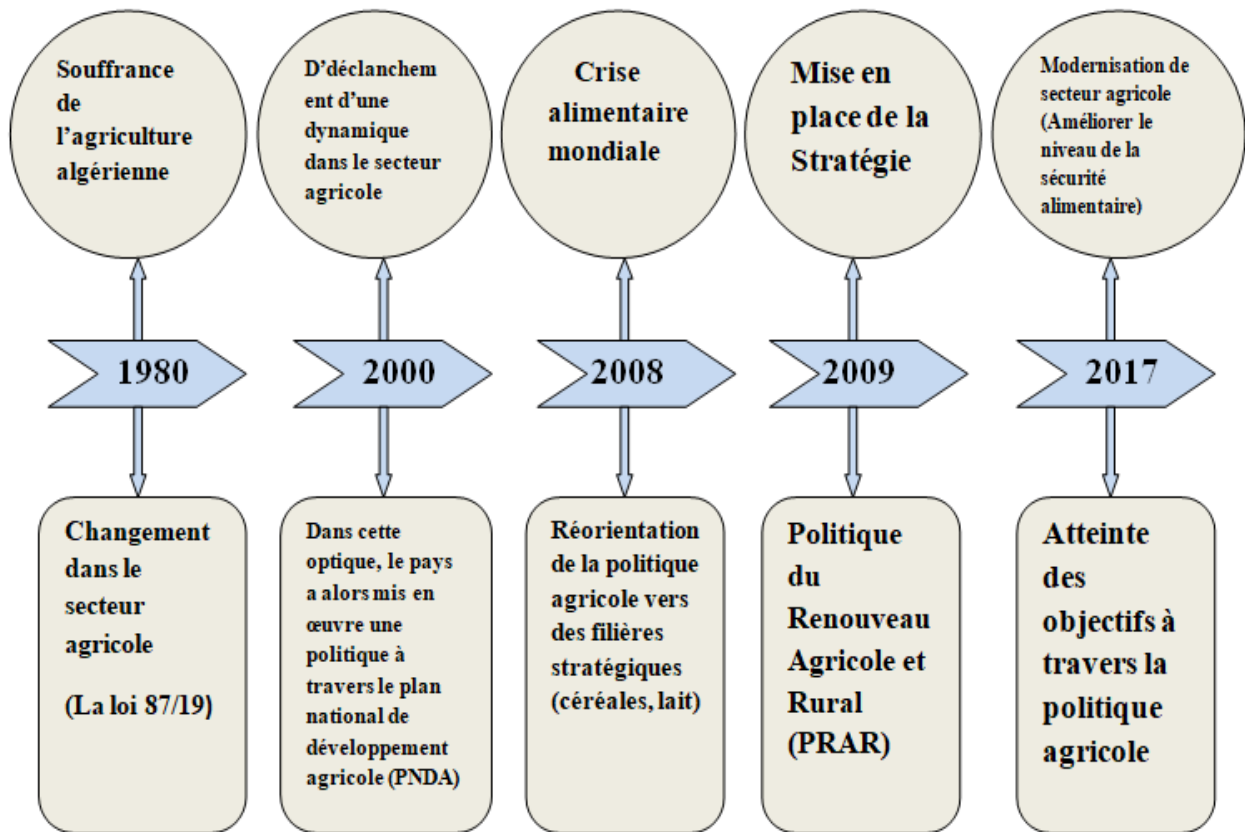 Souffrance
de
l'agriculture
algérienne
D'déclanchem
ent d'une
dynamique
dans le secteur
agricole
Crise
alimentaire
mondiale
Mise en
place de la
Stratégie
Modernisation de
secteur agricole
(Améliorer le
niveau de la
sécurité
alimentaire)
1980
2000
2008
2009
2017
Changement
dans le
secteur
agricole
(La loi 87/19)
Dans cette
optique, le pays
a alors mis en
œuvre une
politique à
travers le plan
national de
développement
agricole (PNDA)
Réorientation
de la politique
agricole vers
des filières
stratégiques
(céréales, lait)
Politique
du
Renouveau
Agricole et
Rural
(PRAR)
Atteinte
des
objectifs à
travers la
politique
agricole